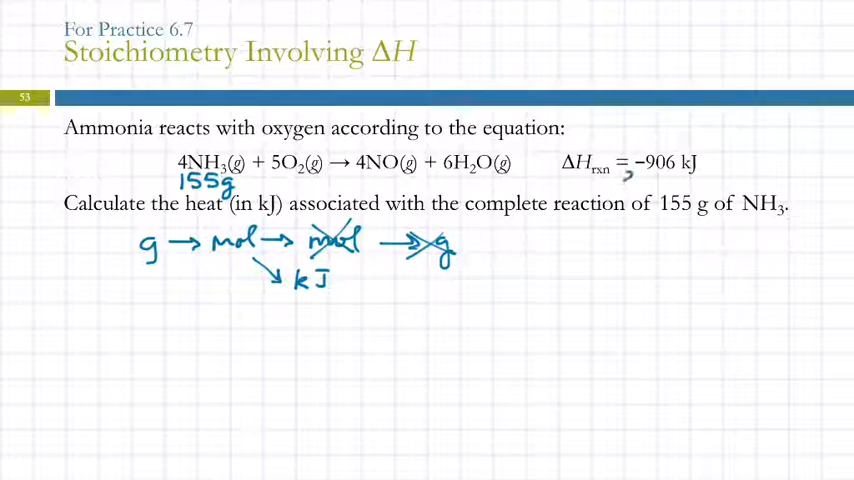 For Practice 6.7
Stoichiometry Involving ΔH
53
Ammonia reacts with oxygen according to the equation:
4NH₃(g) + 5O₂(g) → 4NO(g) + 6H₂O(g) ΔHrxn = −906 kJ
155g
Calculate the heat (in kJ) associated with the complete reaction of 155 g of NH₃.
g → mol → mol → g
kJ